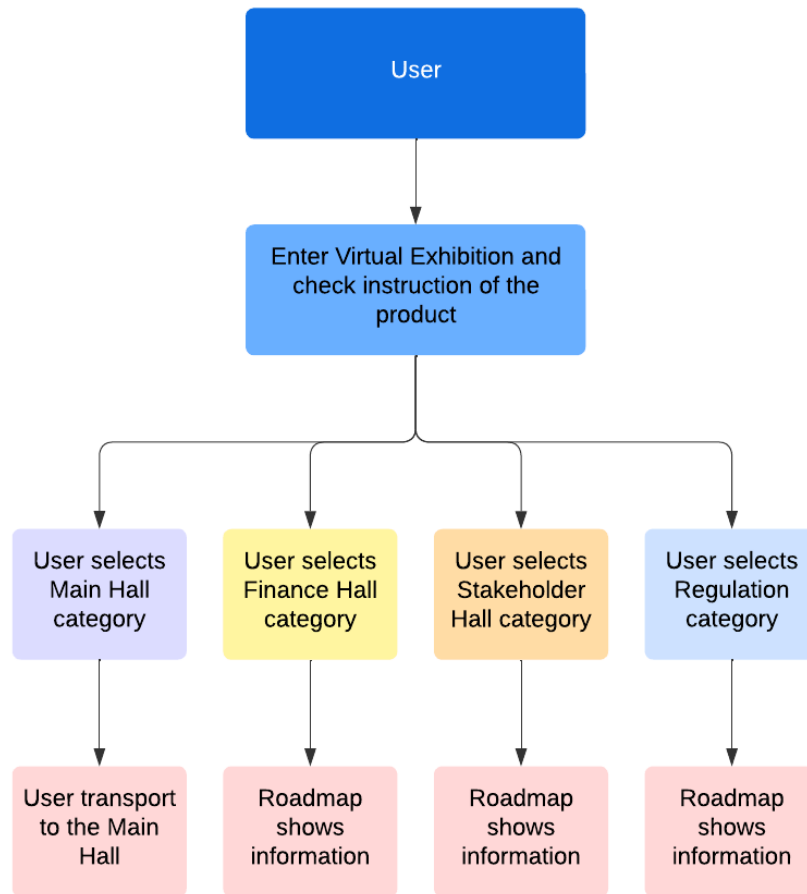 User
Enter Virtual Exhibition and
check instruction of the
product
User selects
Main Hall
category
User selects
Finance Hall
category
User selects
Stakeholder
Hall category
User selects
Regulation
category
User transport
to the Main
Hall
Roadmap
shows
information
Roadmap
shows
information
Roadmap
shows
information